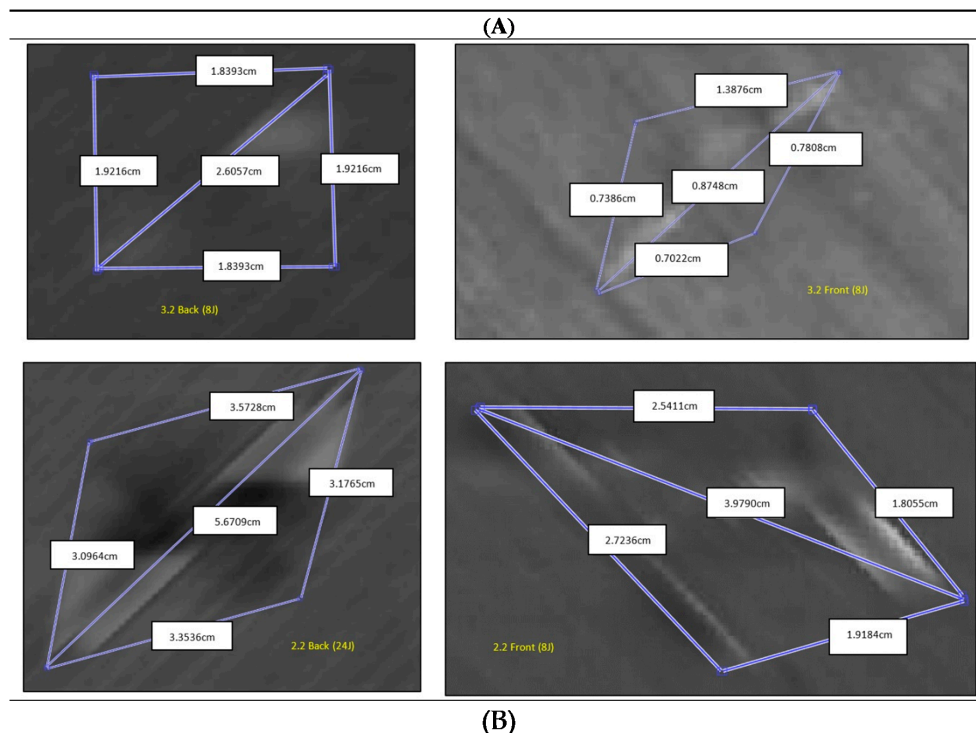 (A)
1.8393cm
1.9216cm
2.6057cm
1.9216cm
1.8393cm
3.2 Back (8J)
1.3876cm
0.7808cm
0.8748cm
0.7386cm
0.7022cm
3.2 Front (8J)
3.5728cm
3.1765cm
5.6709cm
3.0964cm
3.3536cm
2.2 Back (24J)
2.5411cm
3.9790cm
1.8055cm
2.7236cm
1.9184cm
2.2 Front (8J)
(B)